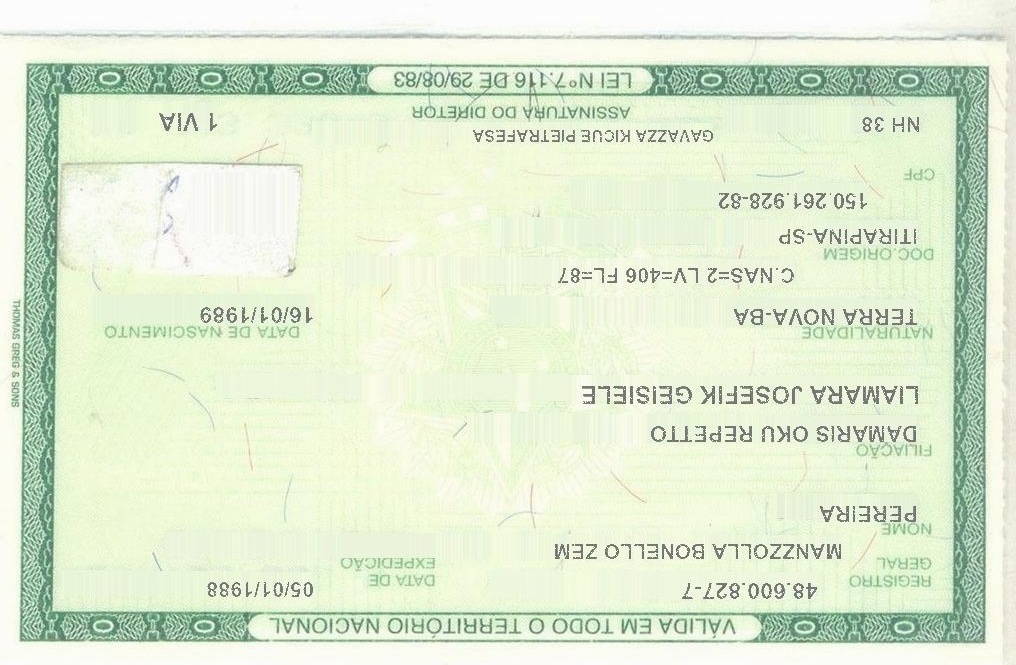 VÁLIDA EM TODO O TERRITÓRIO NACIONAL
REGISTRO GERAL 48.600.827-7 DATA DE EXPEDIÇÃO 05/01/1988
MANZZOLLA BONELLO ZEM
NOME
PEREIRA
FILIAÇÃO
DAMARIS OKU REPETTO
LIAMARA JOSEFIK GEISIELE
NATURALIDADE DATA DE NASCIMENTO
TERRA NOVA-BA 16/01/1989
C.NAS=2 LV=406 FL=87
DOC.ORIGEM
ITIRAPINA-SP
150.261.928-82
CPF
GAVAZZA KICUE PIETRAFESA
NH 38 1 VIA
ASSINATURA DO DIRETOR
LEI Nº 7.116 DE 29/08/83
THOMAS GREG & SONS